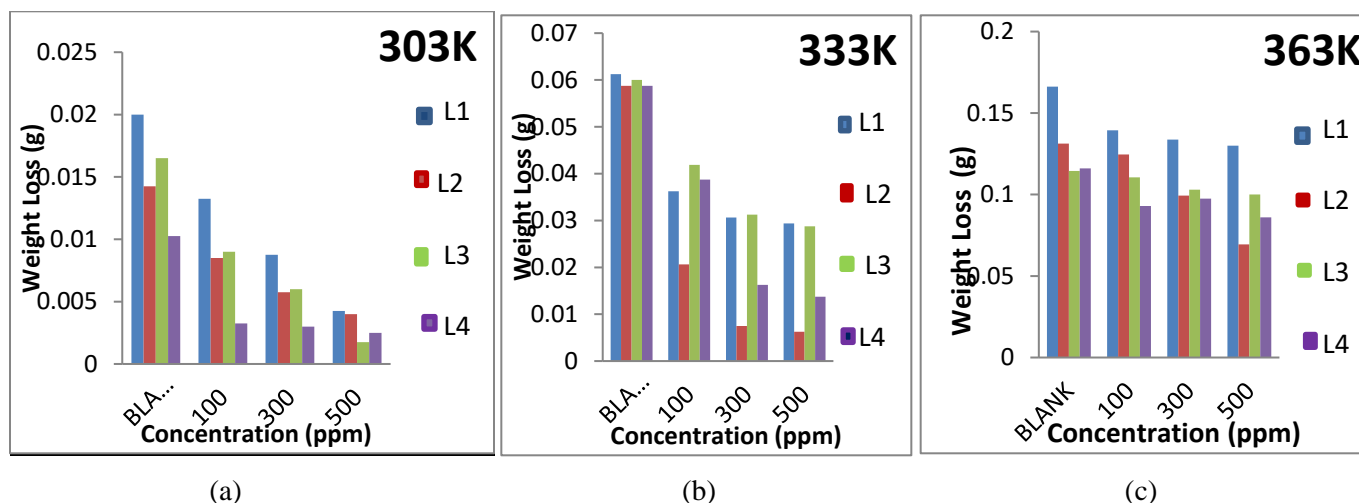 303K
0.025
0.02
0.015
0.01
0.005
0
Weight Loss (g)
BLA...
100
300
500
Concentration (ppm)
L1
L2
L3
L4
(a)
333K
0.07
0.06
0.05
0.04
0.03
0.02
0.01
0
Weight Loss (g)
BLA...
100
300
500
Concentration (ppm)
L1
L2
L3
L4
(b)
363K
0.2
0.15
0.1
0.05
0
Weight Loss (g)
BLANK
100
300
500
Concentration (ppm)
L1
L2
L3
L4
(c)